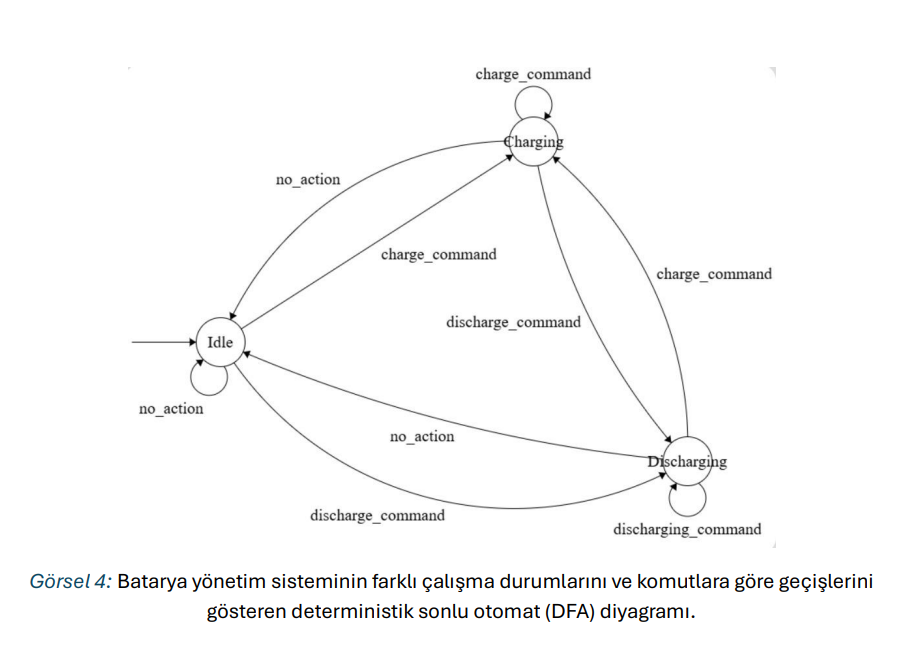 charge_command
Charging
no_action
charge_command
charge_command
discharge_command
Idle
no_action
no_action
Discharging
discharge_command
discharging_command
Görsel 4: Batarya yönetim sisteminin farklı çalışma durumlarını ve komutlara göre geçişlerini
gösteren deterministik sonlu otomat (DFA) diyagramı.